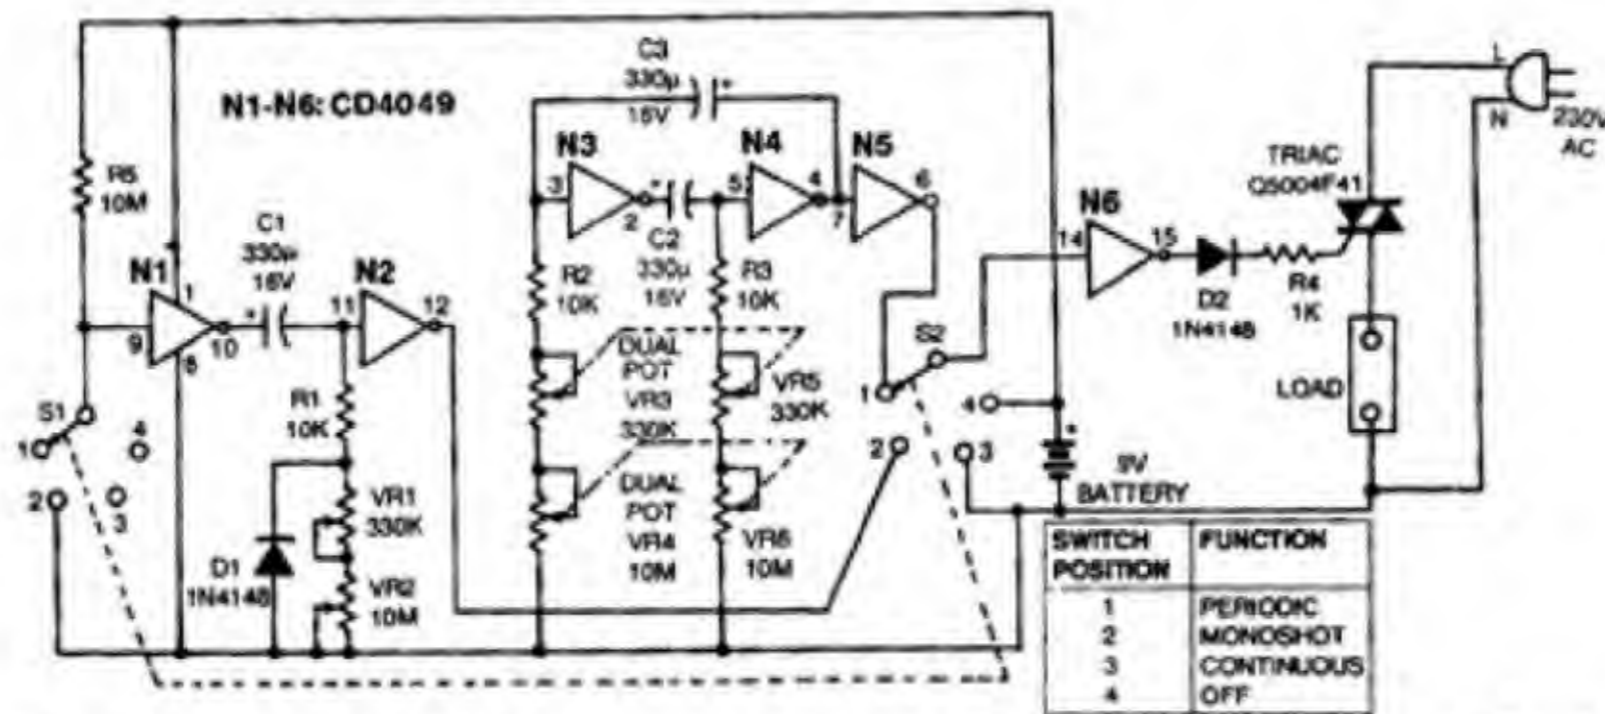 N1-N6: CD4049
R5
10M
C1
330μ
16V
N1
1
9
10
8
N2
11
12
R1
10K
VR1
330K
VR2
10M
D1
1N4148
S1
1
2
3
4
C3
330μ
16V
N3
3
2
C2
330μ
16V
N4
5
4
N5
7
6
R2
10K
R3
10K
DUAL
POT
VR3
330K
VR5
330K
DUAL
POT
VR4
10M
VR6
10M
S2
1
2
3
4
9V
BATTERY
N6
14
15
D2
1N4148
R4
1K
TRIAC
Q5004F41
L
N
230V
AC
LOAD
SWITCH POSITION FUNCTION
1 PERIODIC
2 MONOSHOT
3 CONTINUOUS
4 OFF